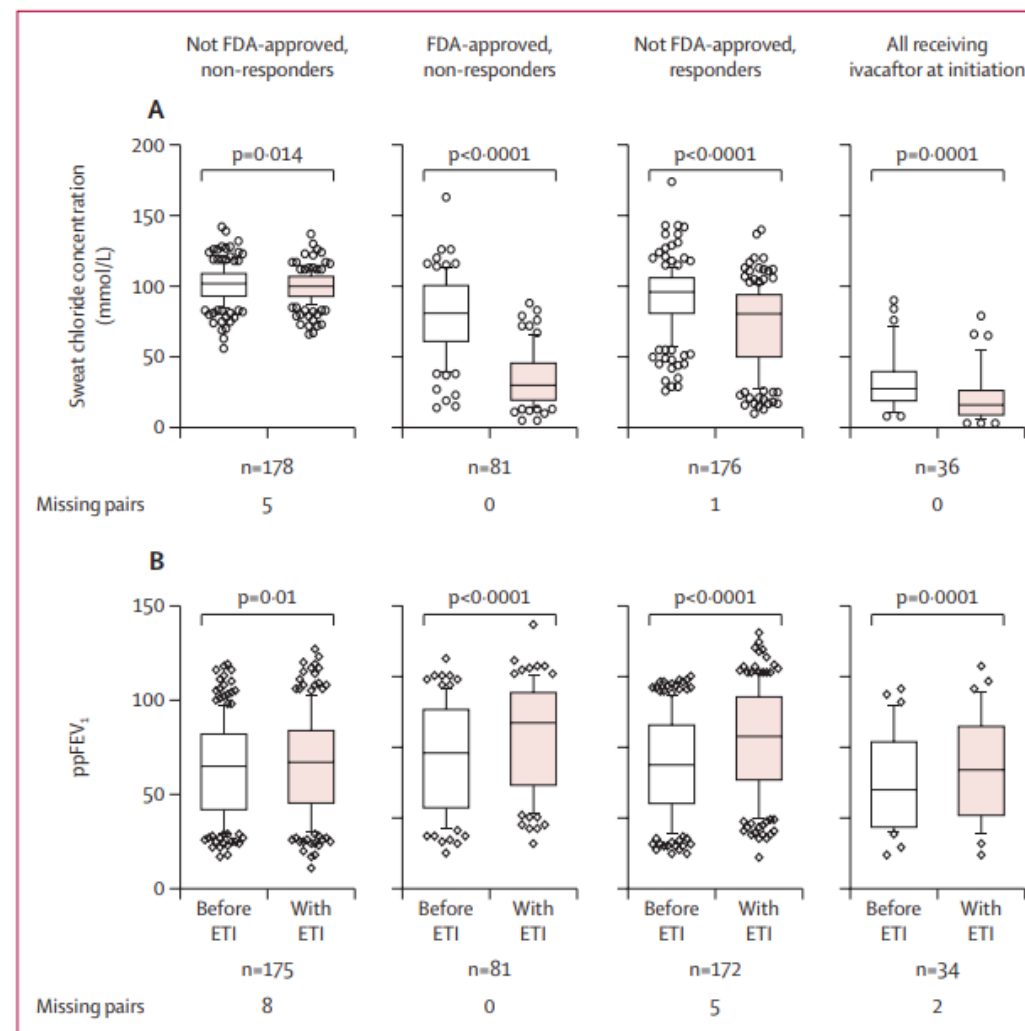 Not FDA-approved, non-responders
FDA-approved, non-responders
Not FDA-approved, responders
All receiving ivacaftor at initiation
A
Sweat chloride concentration (mmol/L)
200
150
100
50
0
p=0·014
p<0·0001
p<0·0001
p=0·0001
n=178
n=81
n=176
n=36
Missing pairs 5 0 1 0
B
ppFEV₁
150
100
50
0
p=0·01
p<0·0001
p<0·0001
p=0·0001
Before ETI
With ETI
Before ETI
With ETI
Before ETI
With ETI
Before ETI
With ETI
n=175
n=81
n=172
n=34
Missing pairs 8 0 5 2